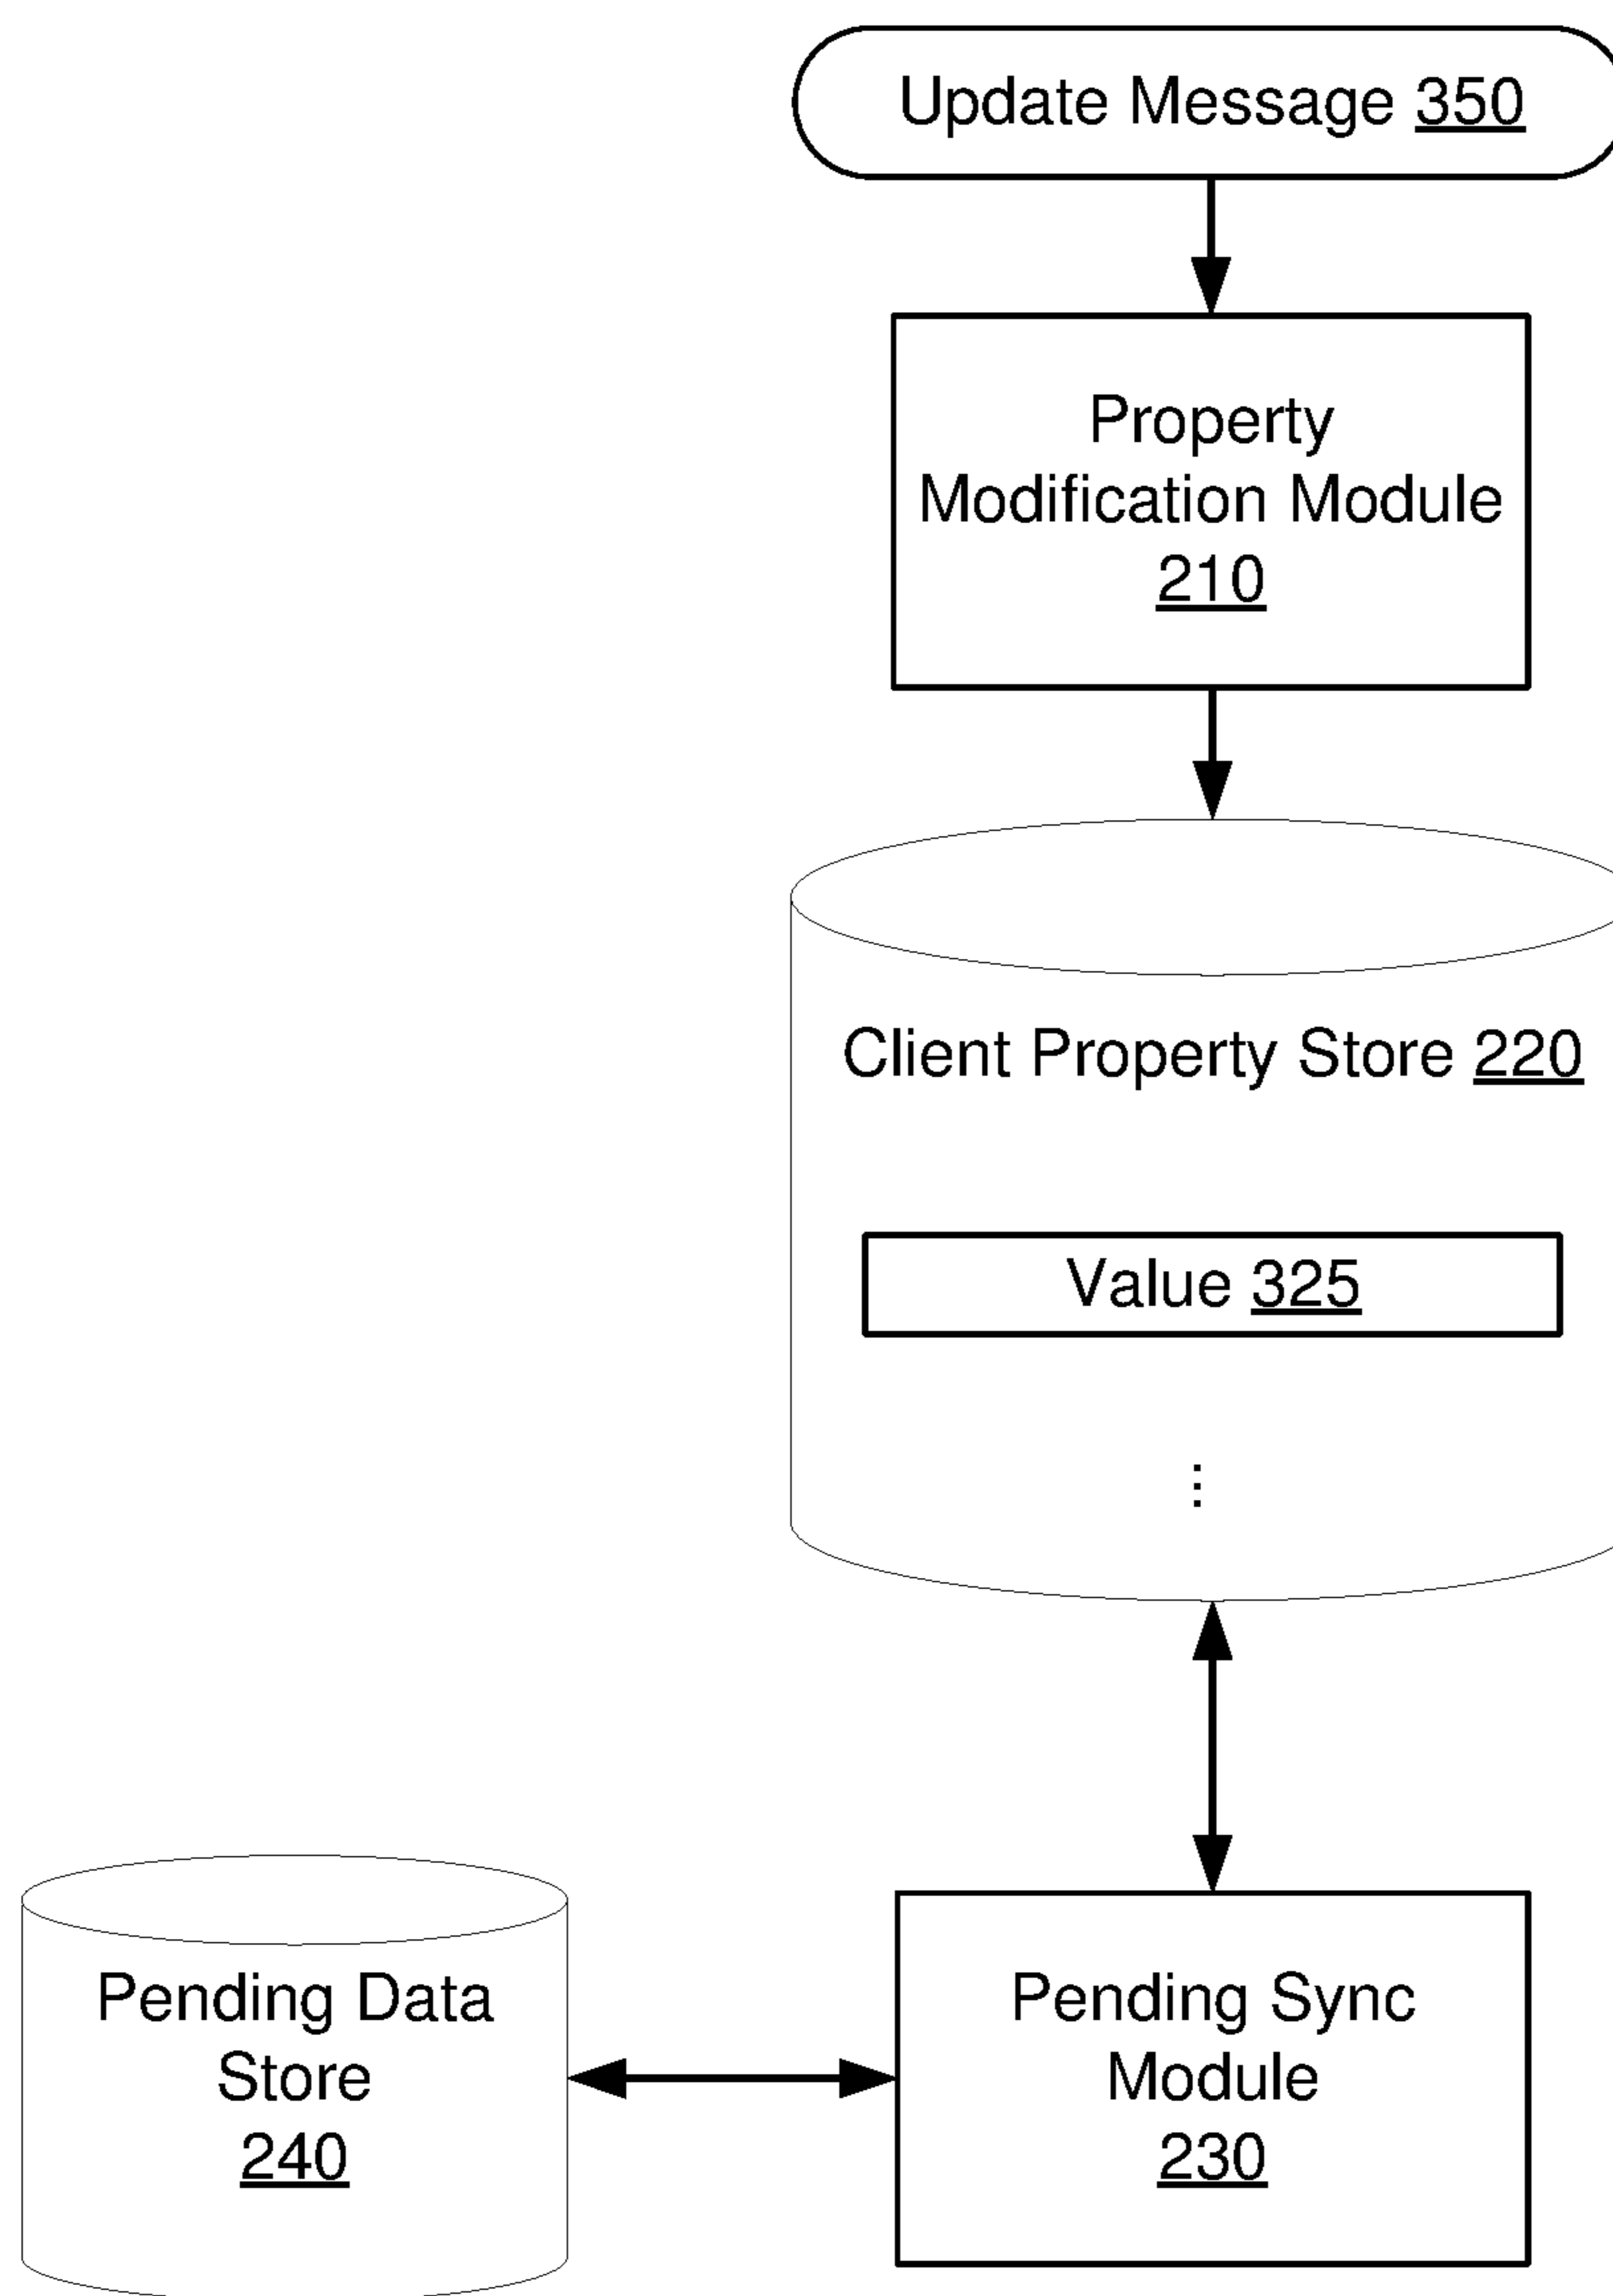 Update Message 350
Property
Modification Module
210
Client Property Store 220
Value 325
⋮
Pending Data
Store
240
Pending Sync
Module
230